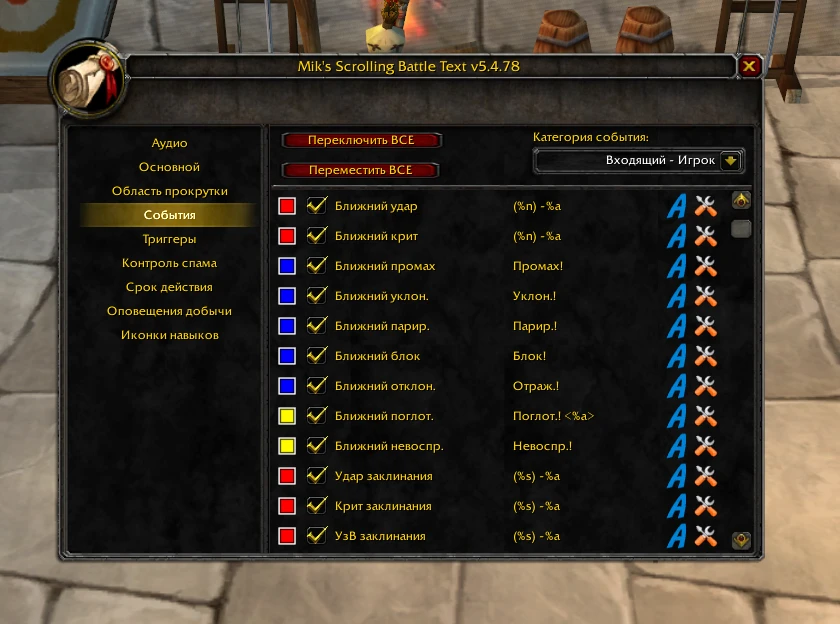 Mik's Scrolling Battle Text v5.4.78
Аудио
Основной
Область прокрутки
События
Триггеры
Контроль спама
Срок действия
Оповещения добычи
Иконки навыков
Переключить ВСЕ
Переместить ВСЕ
Категория события:
Входящий - Игрок
Ближний удар (%n) -%a
Ближний крит (%n) -%a
Ближний промах Промах!
Ближний уклон. Уклон.!
Ближний парир. Парир.!
Ближний блок Блок!
Ближний отклон. Отраж.!
Ближний поглот. Поглот.! <%a>
Ближний невоспр. Невоспр.!
Удар заклинания (%s) -%a
Крит заклинания (%s) -%a
УзВ заклинания (%s) -%a